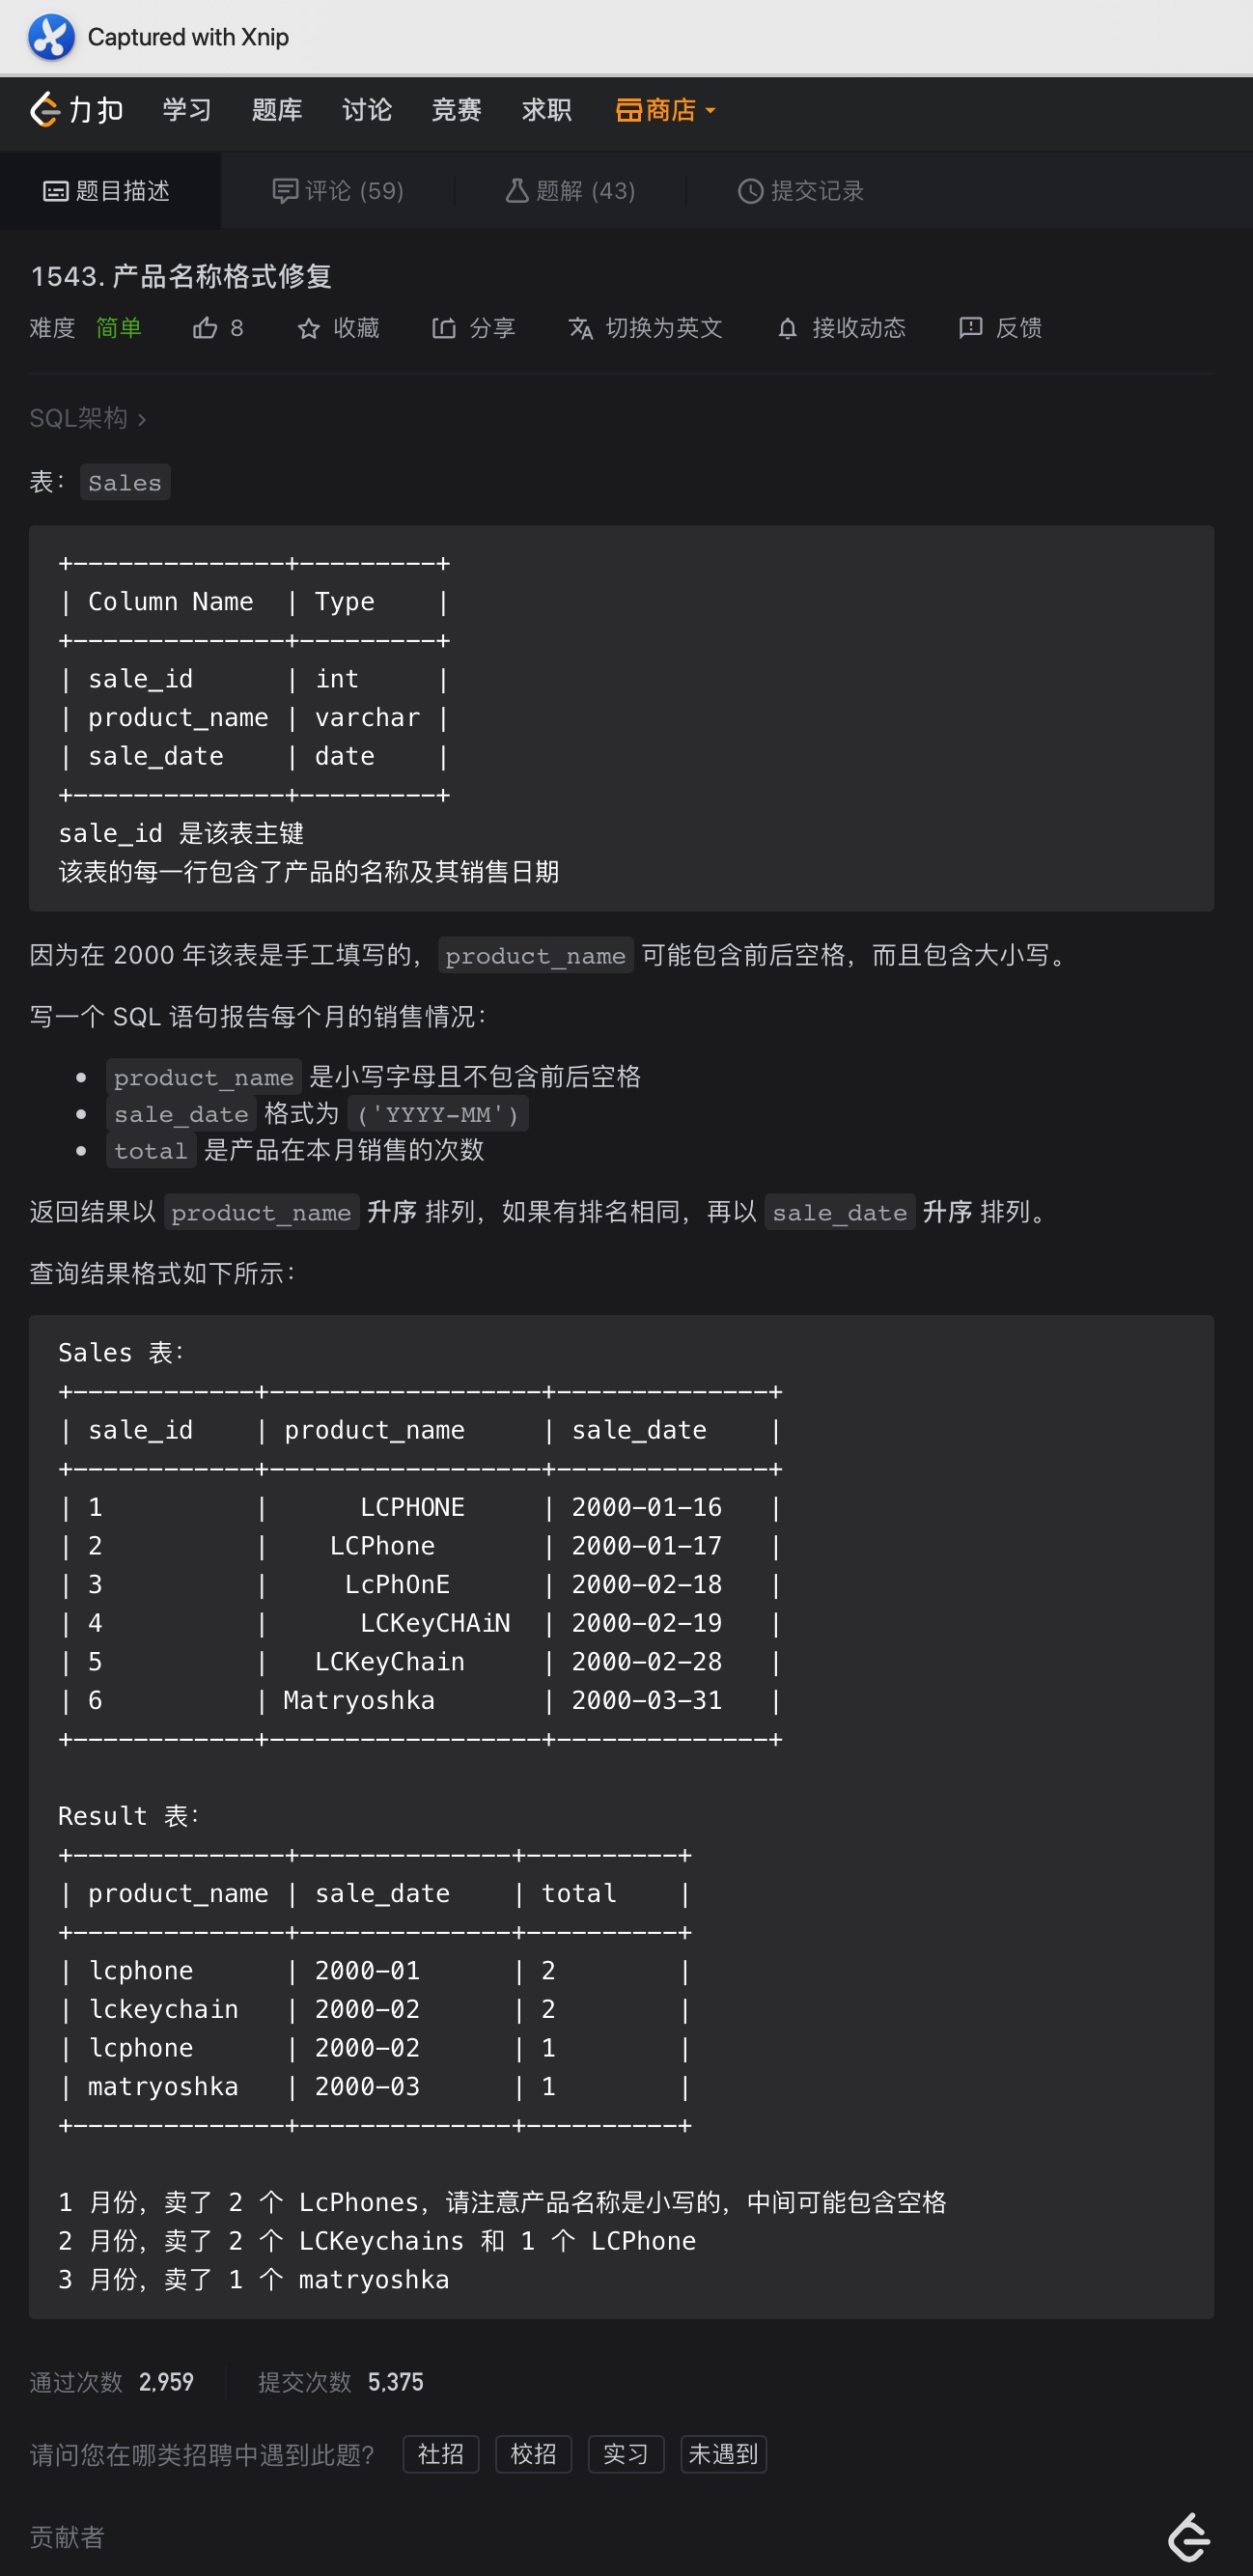 Captured with Xnip
力扣 学习 题库 讨论 竞赛 求职 商店
题目描述 评论 (59) 题解 (43) 提交记录
1543. 产品名称格式修复
难度 简单 8 收藏 分享 切换为英文 接收动态 反馈
SQL架构 >
表：Sales
+--------------+---------+
| Column Name  | Type    |
+--------------+---------+
| sale_id      | int     |
| product_name | varchar |
| sale_date    | date    |
+--------------+---------+
sale_id 是该表主键
该表的每一行包含了产品的名称及其销售日期
因为在 2000 年该表是手工填写的，product_name 可能包含前后空格，而且包含大小写。
写一个 SQL 语句报告每个月的销售情况：
• product_name 是小写字母且不包含前后空格
• sale_date 格式为 ('YYYY-MM')
• total 是产品在本月销售的次数
返回结果以 product_name 升序 排列，如果有排名相同，再以 sale_date 升序 排列。
查询结果格式如下所示：
Sales 表：
+------------+------------------+--------------+
| sale_id    | product_name     | sale_date    |
+------------+------------------+--------------+
| 1          |      LCPHONE     | 2000-01-16   |
| 2          |    LCPhone       | 2000-01-17   |
| 3          |     LcPhOnE      | 2000-02-18   |
| 4          |      LCKeyCHAiN  | 2000-02-19   |
| 5          |   LCKeyChain     | 2000-02-28   |
| 6          | Matryoshka       | 2000-03-31   |
+------------+------------------+--------------+
Result 表：
+--------------+--------------+----------+
| product_name | sale_date    | total    |
+--------------+--------------+----------+
| lcphone      | 2000-01      | 2        |
| lckeychain   | 2000-02      | 2        |
| lcphone      | 2000-02      | 1        |
| matryoshka   | 2000-03      | 1        |
+--------------+--------------+----------+
1 月份，卖了 2 个 LcPhones，请注意产品名称是小写的，中间可能包含空格
2 月份，卖了 2 个 LCKeychains 和 1 个 LCPhone
3 月份，卖了 1 个 matryoshka
通过次数 2,959 提交次数 5,375
请问您在哪类招聘中遇到此题？ 社招 校招 实习 未遇到
贡献者